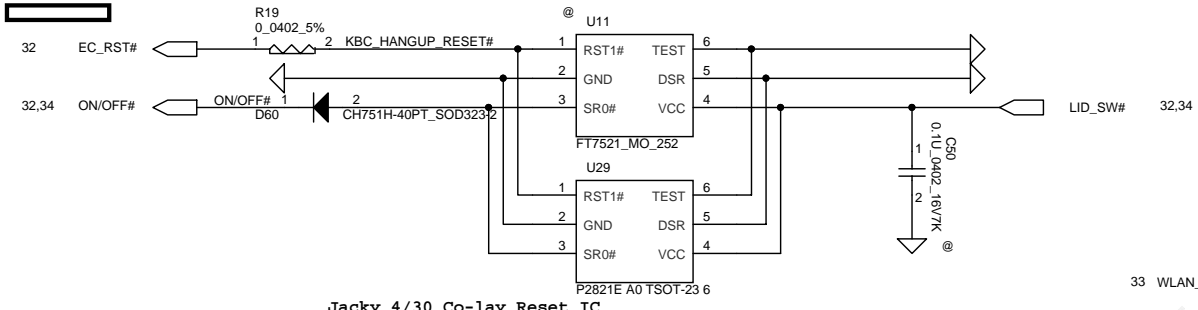 R19
0_0402_5%
@
U11
32 EC_RST# 1 2 KBC_HANGUP_RESET# 1 RST1# TEST 6
2 GND DSR 5
32,34 ON/OFF# ON/OFF# 1 2 3 SR0# VCC 4 LID_SW# 32,34
D60 CH751H-40PT_SOD323-2
FT7521_MO_252
C50
0.1U_0402_16V7K
1
2
@
U29
1 RST1# TEST 6
2 GND DSR 5
3 SR0# VCC 4
P2821E A0 TSOT-23 6
33 WLAN_
Jacky 4/30 Co-lay Reset IC